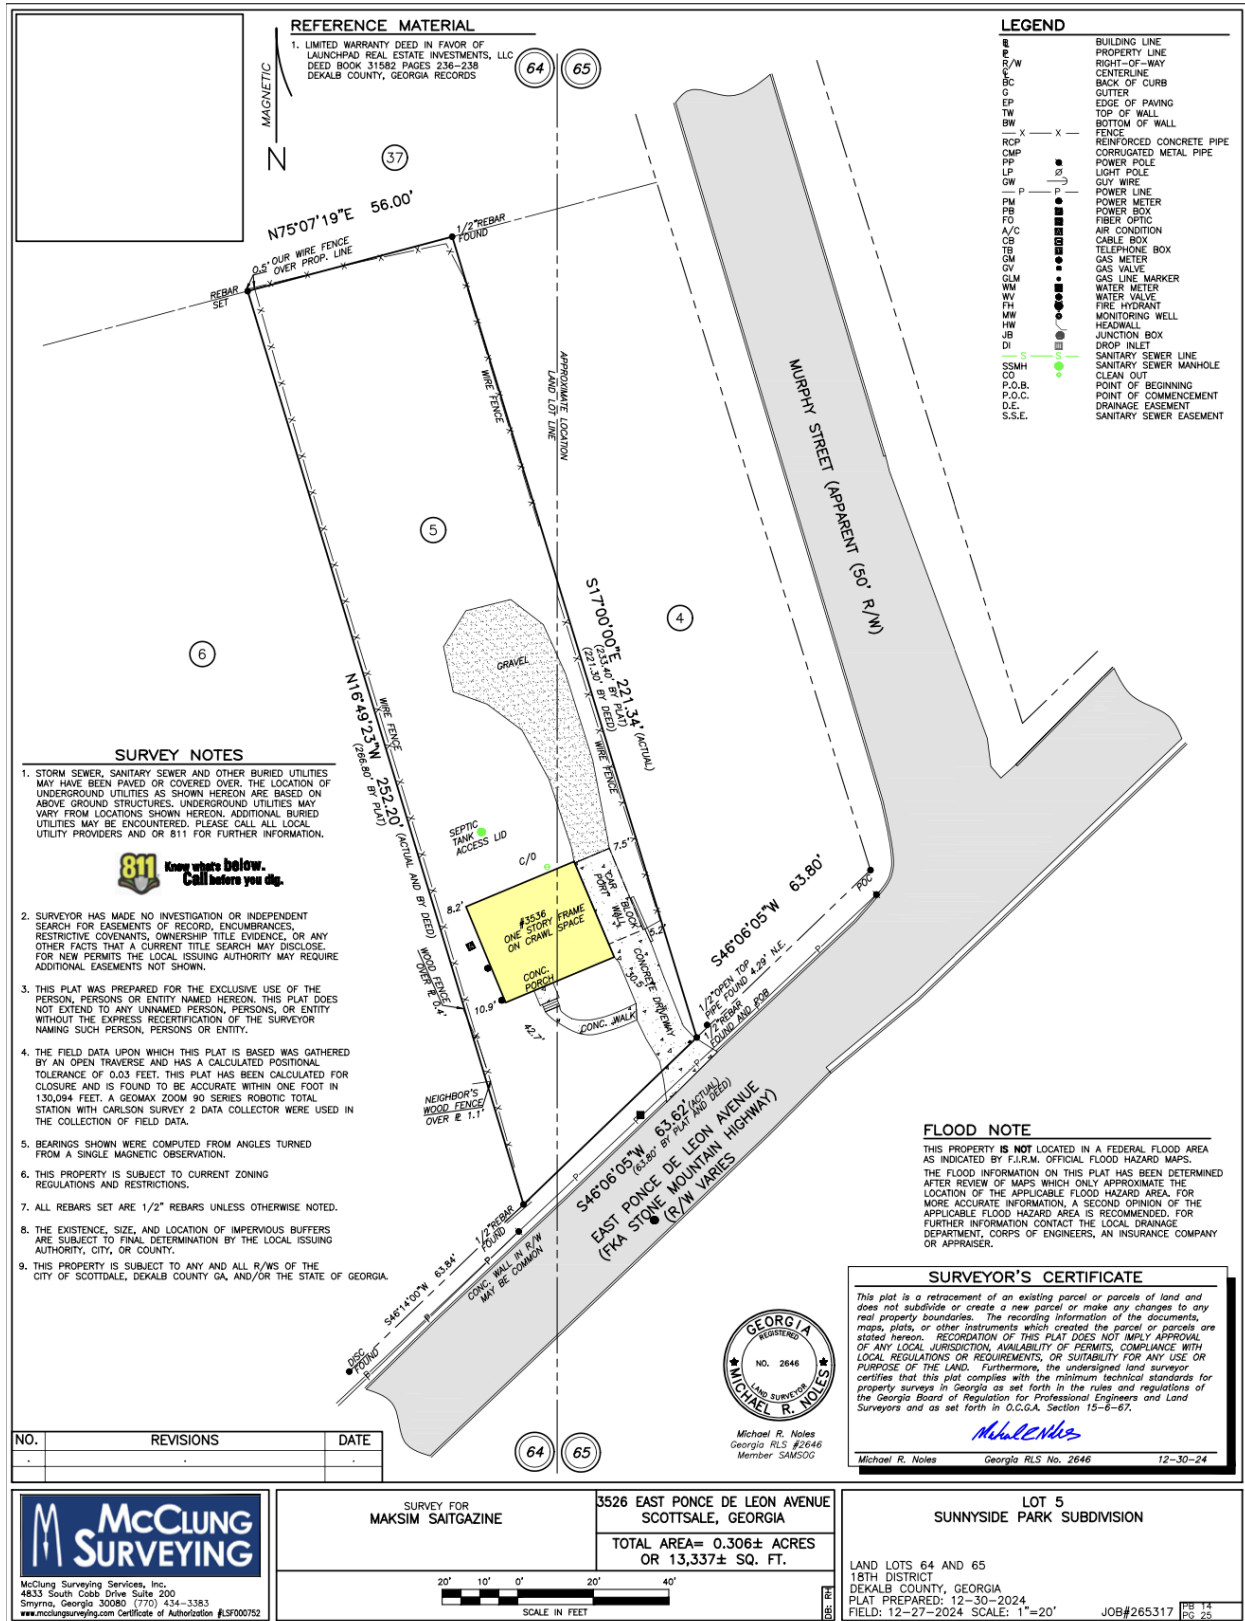 REFERENCE MATERIAL
1. LIMITED WARRANTY DEED IN FAVOR OF
LAUNCHPAD REAL ESTATE INVESTMENTS, LLC
DEED BOOK 31582 PAGES 236-238
DEKALB COUNTY, GEORGIA RECORDS
MAGNETIC
N
64
65
37
LEGEND
BUILDING LINE
PROPERTY LINE
R/W RIGHT-OF-WAY
CENTERLINE
BC BACK OF CURB
G GUTTER
EP EDGE OF PAVING
TW TOP OF WALL
BW BOTTOM OF WALL
X X FENCE
RCP REINFORCED CONCRETE PIPE
CMP CORRUGATED METAL PIPE
PP POWER POLE
LP LIGHT POLE
GW GUY WIRE
P P POWER LINE
PM POWER METER
PB POWER BOX
FO FIBER OPTIC
A/C AIR CONDITION
CB CABLE BOX
TB TELEPHONE BOX
GM GAS METER
GV GAS VALVE
GLM GAS LINE MARKER
WM WATER METER
WV WATER VALVE
FH FIRE HYDRANT
MW MONITORING WELL
HW HEADWALL
JB JUNCTION BOX
DI DROP INLET
S S SANITARY SEWER LINE
SSMH SANITARY SEWER MANHOLE
CO CLEAN OUT
P.O.B. POINT OF BEGINNING
P.O.C. POINT OF COMMENCEMENT
D.E. DRAINAGE EASEMENT
S.S.E. SANITARY SEWER EASEMENT
N75°07'19"E 56.00'
0.5' OUR WIRE FENCE
OVER PROP. LINE
1/2"REBAR
FOUND
REBAR
SET
WIRE FENCE
APPROXIMATE LOCATION
LAND LOT LINE
MURPHY STREET (APPARENT (50' R/W)
5
4
6
S17°00'00"E 221.34' (ACTUAL)
(233.40' BY PLAT)
(221.30' BY DEED)
GRAVEL
WIRE FENCE
WIRE FENCE
N16°49'23"W 252.20' (ACTUAL AND BY DEED)
(266.80' BY PLAT)
SEPTIC
TANK
ACCESS LID
C/O
7.5'
8.2'
CAR
PORT
BLOCK
WALL
5.2'
#3536
ONE STORY FRAME
ON CRAWL SPACE
CONC.
PORCH
10.9'
30.5'
CONCRETE DRIVEWAY
CONC. WALK
42.7'
WOOD FENCE
OVER PL 0.4'
NEIGHBOR'S
WOOD FENCE
OVER PL 1.1'
POC
S46°06'05"W 63.80'
1/2"OPEN TOP
PIPE FOUND 4.29' N.E.
1/2"REBAR
FOUND AND POB
S46°06'05"W 63.62' (ACTUAL)
(63.80' BY PLAT AND DEED)
EAST PONCE DE LEON AVENUE
(FKA STONE MOUNTAIN HIGHWAY)
(R/W VARIES
1/2"REBAR
FOUND
CONC. WALL IN R/W
MAY BE COMMON
S46°14'00"W 63.84'
DISC
FOUND
SURVEY NOTES
1. STORM SEWER, SANITARY SEWER AND OTHER BURIED UTILITIES
MAY HAVE BEEN PAVED OR COVERED OVER. THE LOCATION OF
UNDERGROUND UTILITIES AS SHOWN HEREON ARE BASED ON
ABOVE GROUND STRUCTURES. UNDERGROUND UTILITIES MAY
VARY FROM LOCATIONS SHOWN HEREON. ADDITIONAL BURIED
UTILITIES MAY BE ENCOUNTERED. PLEASE CALL ALL LOCAL
UTILITY PROVIDERS AND OR 811 FOR FURTHER INFORMATION.
811 Know what's below.
Call before you dig.
2. SURVEYOR HAS MADE NO INVESTIGATION OR INDEPENDENT
SEARCH FOR EASEMENTS OF RECORD, ENCUMBRANCES,
RESTRICTIVE COVENANTS, OWNERSHIP TITLE EVIDENCE, OR ANY
OTHER FACTS THAT A CURRENT TITLE SEARCH MAY DISCLOSE.
FOR NEW PERMITS THE LOCAL ISSUING AUTHORITY MAY REQUIRE
ADDITIONAL EASEMENTS NOT SHOWN.
3. THIS PLAT WAS PREPARED FOR THE EXCLUSIVE USE OF THE
PERSON, PERSONS OR ENTITY NAMED HEREON. THIS PLAT DOES
NOT EXTEND TO ANY UNNAMED PERSON, PERSONS, OR ENTITY
WITHOUT THE EXPRESS RECERTIFICATION OF THE SURVEYOR
NAMING SUCH PERSON, PERSONS OR ENTITY.
4. THE FIELD DATA UPON WHICH THIS PLAT IS BASED WAS GATHERED
BY AN OPEN TRAVERSE AND HAS A CALCULATED POSITIONAL
TOLERANCE OF 0.03 FEET. THIS PLAT HAS BEEN CALCULATED FOR
CLOSURE AND IS FOUND TO BE ACCURATE WITHIN ONE FOOT IN
130,094 FEET. A GEOMAX ZOOM 90 SERIES ROBOTIC TOTAL
STATION WITH CARLSON SURVEY 2 DATA COLLECTOR WERE USED IN
THE COLLECTION OF FIELD DATA.
5. BEARINGS SHOWN WERE COMPUTED FROM ANGLES TURNED
FROM A SINGLE MAGNETIC OBSERVATION.
6. THIS PROPERTY IS SUBJECT TO CURRENT ZONING
REGULATIONS AND RESTRICTIONS.
7. ALL REBARS SET ARE 1/2" REBARS UNLESS OTHERWISE NOTED.
8. THE EXISTENCE, SIZE, AND LOCATION OF IMPERVIOUS BUFFERS
ARE SUBJECT TO FINAL DETERMINATION BY THE LOCAL ISSUING
AUTHORITY, CITY, OR COUNTY.
9. THIS PROPERTY IS SUBJECT TO ANY AND ALL R/WS OF THE
CITY OF SCOTTDALE, DEKALB COUNTY GA, AND/OR THE STATE OF GEORGIA.
FLOOD NOTE
THIS PROPERTY IS NOT LOCATED IN A FEDERAL FLOOD AREA
AS INDICATED BY F.I.R.M. OFFICIAL FLOOD HAZARD MAPS.
THE FLOOD INFORMATION ON THIS PLAT HAS BEEN DETERMINED
AFTER REVIEW OF MAPS WHICH ONLY APPROXIMATE THE
LOCATION OF THE APPLICABLE FLOOD HAZARD AREA. FOR
MORE ACCURATE INFORMATION, A SECOND OPINION OF THE
APPLICABLE FLOOD HAZARD AREA IS RECOMMENDED. FOR
FURTHER INFORMATION CONTACT THE LOCAL DRAINAGE
DEPARTMENT, CORPS OF ENGINEERS, AN INSURANCE COMPANY
OR APPRAISER.
SURVEYOR'S CERTIFICATE
This plat is a retracement of an existing parcel or parcels of land and
does not subdivide or create a new parcel or make any changes to any
real property boundaries. The recording information of the documents,
maps, plats, or other instruments which created the parcel or parcels are
stated hereon. RECORDATION OF THIS PLAT DOES NOT IMPLY APPROVAL
OF ANY LOCAL JURISDICTION, AVAILABILITY OF PERMITS, COMPLIANCE WITH
LOCAL REGULATIONS OR REQUIREMENTS, OR SUITABILITY FOR ANY USE OR
PURPOSE OF THE LAND. Furthermore, the undersigned land surveyor
certifies that this plat complies with the minimum technical standards for
property surveys in Georgia as set forth in the rules and regulations of
the Georgia Board of Regulation for Professional Engineers and Land
Surveyors and as set forth in O.C.G.A. Section 15-6-67.
Michael R. Noles Georgia RLS No. 2646 12-30-24
GEORGIA
REGISTERED
NO. 2646
LAND SURVEYOR
MICHAEL R. NOLES
Michael R. Noles
Georgia RLS #2646
Member SAMSOG
64
65
NO. REVISIONS DATE
McCLUNG
SURVEYING
McClung Surveying Services, Inc.
4833 South Cobb Drive Suite 200
Smyrna, Georgia 30080 (770) 434-3383
www.mcclungsurveying.com Certificate of Authorization #LSF000752
SURVEY FOR
MAKSIM SAITGAZINE
20' 10' 0' 20' 40'
SCALE IN FEET
3526 EAST PONCE DE LEON AVENUE
SCOTTSALE, GEORGIA
TOTAL AREA= 0.306± ACRES
OR 13,337± SQ. FT.
DB: RH
LOT 5
SUNNYSIDE PARK SUBDIVISION
LAND LOTS 64 AND 65
18TH DISTRICT
DEKALB COUNTY, GEORGIA
PLAT PREPARED: 12-30-2024
FIELD: 12-27-2024 SCALE: 1"=20' JOB#265317
PB 14
PG 25